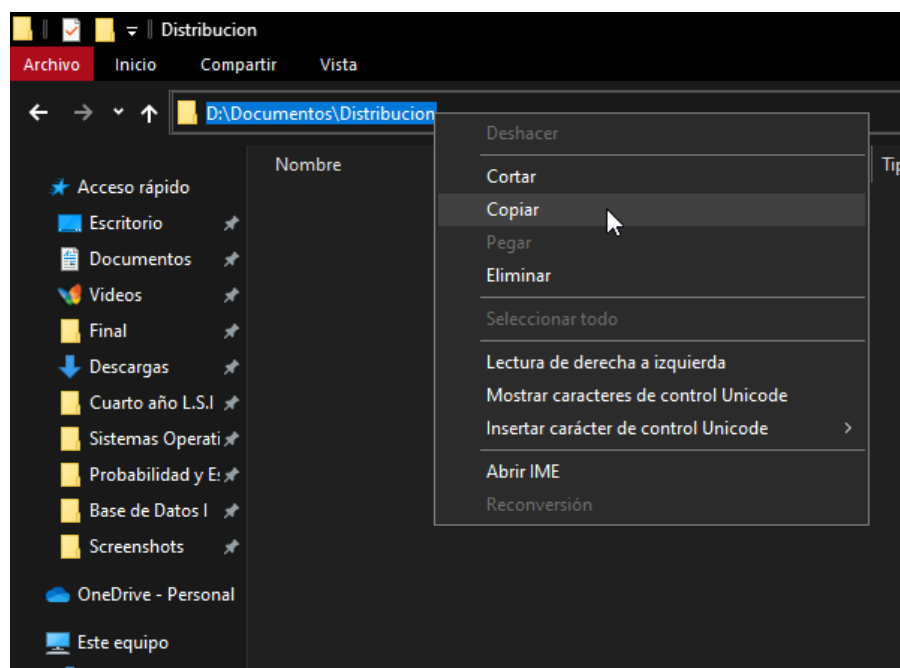 Distribucion
Archivo Inicio Compartir Vista
D:\Documentos\Distribucion
Nombre
Acceso rápido
Escritorio
Documentos
Videos
Final
Descargas
Cuarto año L.S.I
Sistemas Operati
Probabilidad y
Base de Datos I
Screenshots
OneDrive - Personal
Este equipo
Deshacer
Cortar
Copiar
Pegar
Eliminar
Seleccionar todo
Lectura de derecha a izquierda
Mostrar caracteres de control Unicode
Insertar carácter de control Unicode
Abrir IME
Reconversión